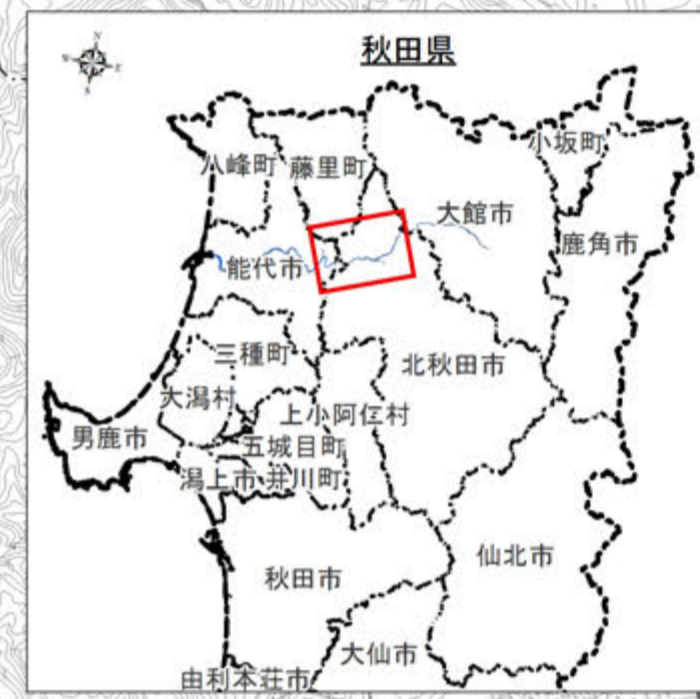 秋田県
N
W
E
S
小坂町
八峰町
藤里町
大館市
鹿角市
能代市
三種町
北秋田市
大潟村
上小阿仁村
男鹿市
五城目町
潟上市
井川町
仙北市
秋田市
大仙市
由利本荘市